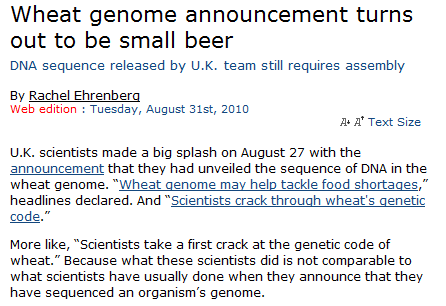 Wheat genome announcement turns
out to be small beer
DNA sequence released by U.K. team still requires assembly
By Rachel Ehrenberg
Web edition : Tuesday, August 31st, 2010
A A Text Size
U.K. scientists made a big splash on August 27 with the
announcement that they had unveiled the sequence of DNA in the
wheat genome. “Wheat genome may help tackle food shortages,”
headlines declared. And “Scientists crack through wheat's genetic
code.”
More like, “Scientists take a first crack at the genetic code of
wheat.” Because what these scientists did is not comparable to
what scientists have usually done when they announce that they
have sequenced an organism’s genome.